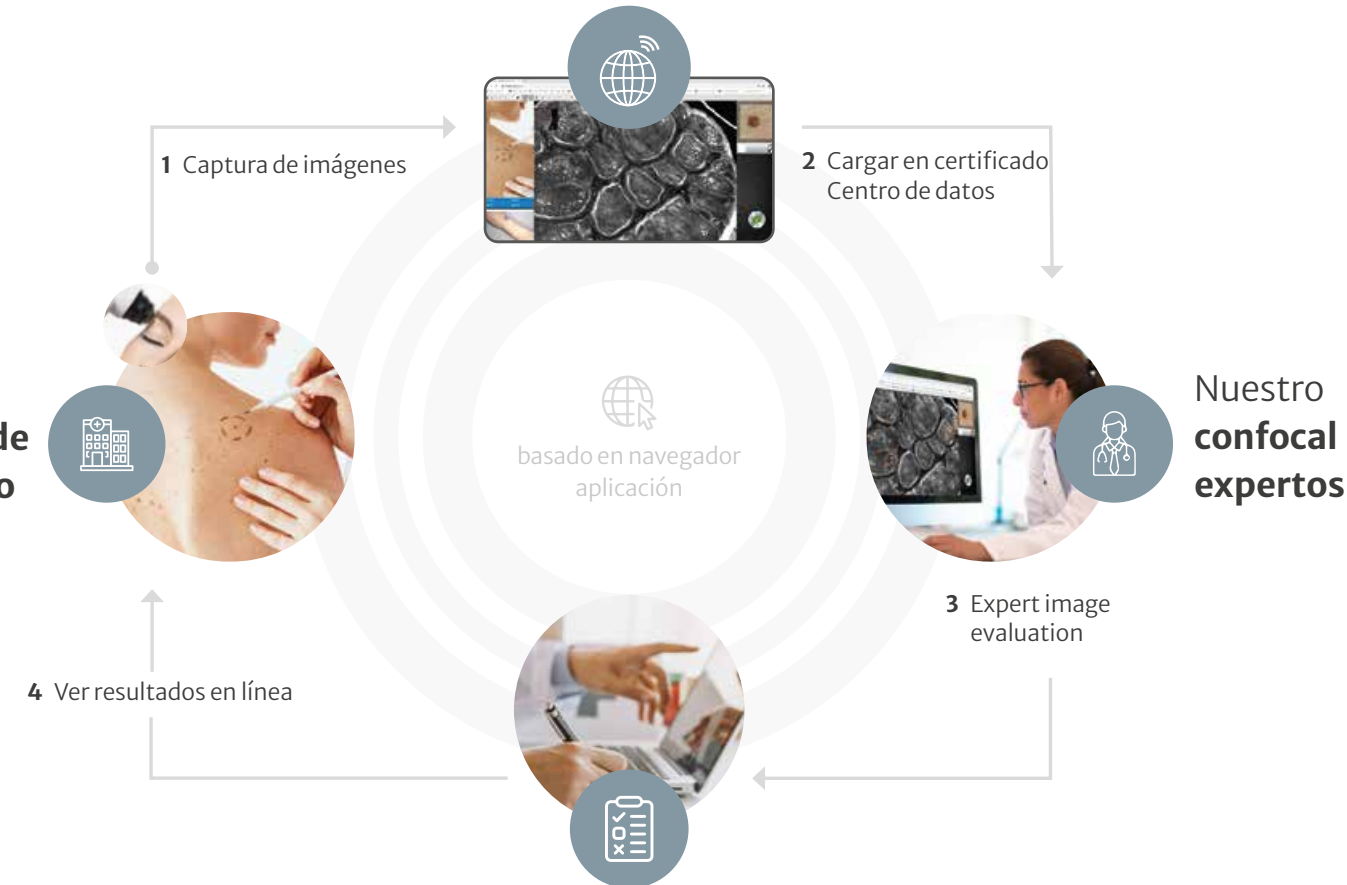 1 Captura de imágenes
2 Cargar en certificado
Centro de datos
de
o
basado en navegador
aplicación
Nuestro
confocal
expertos
3 Expert image
evaluation
4 Ver resultados en línea